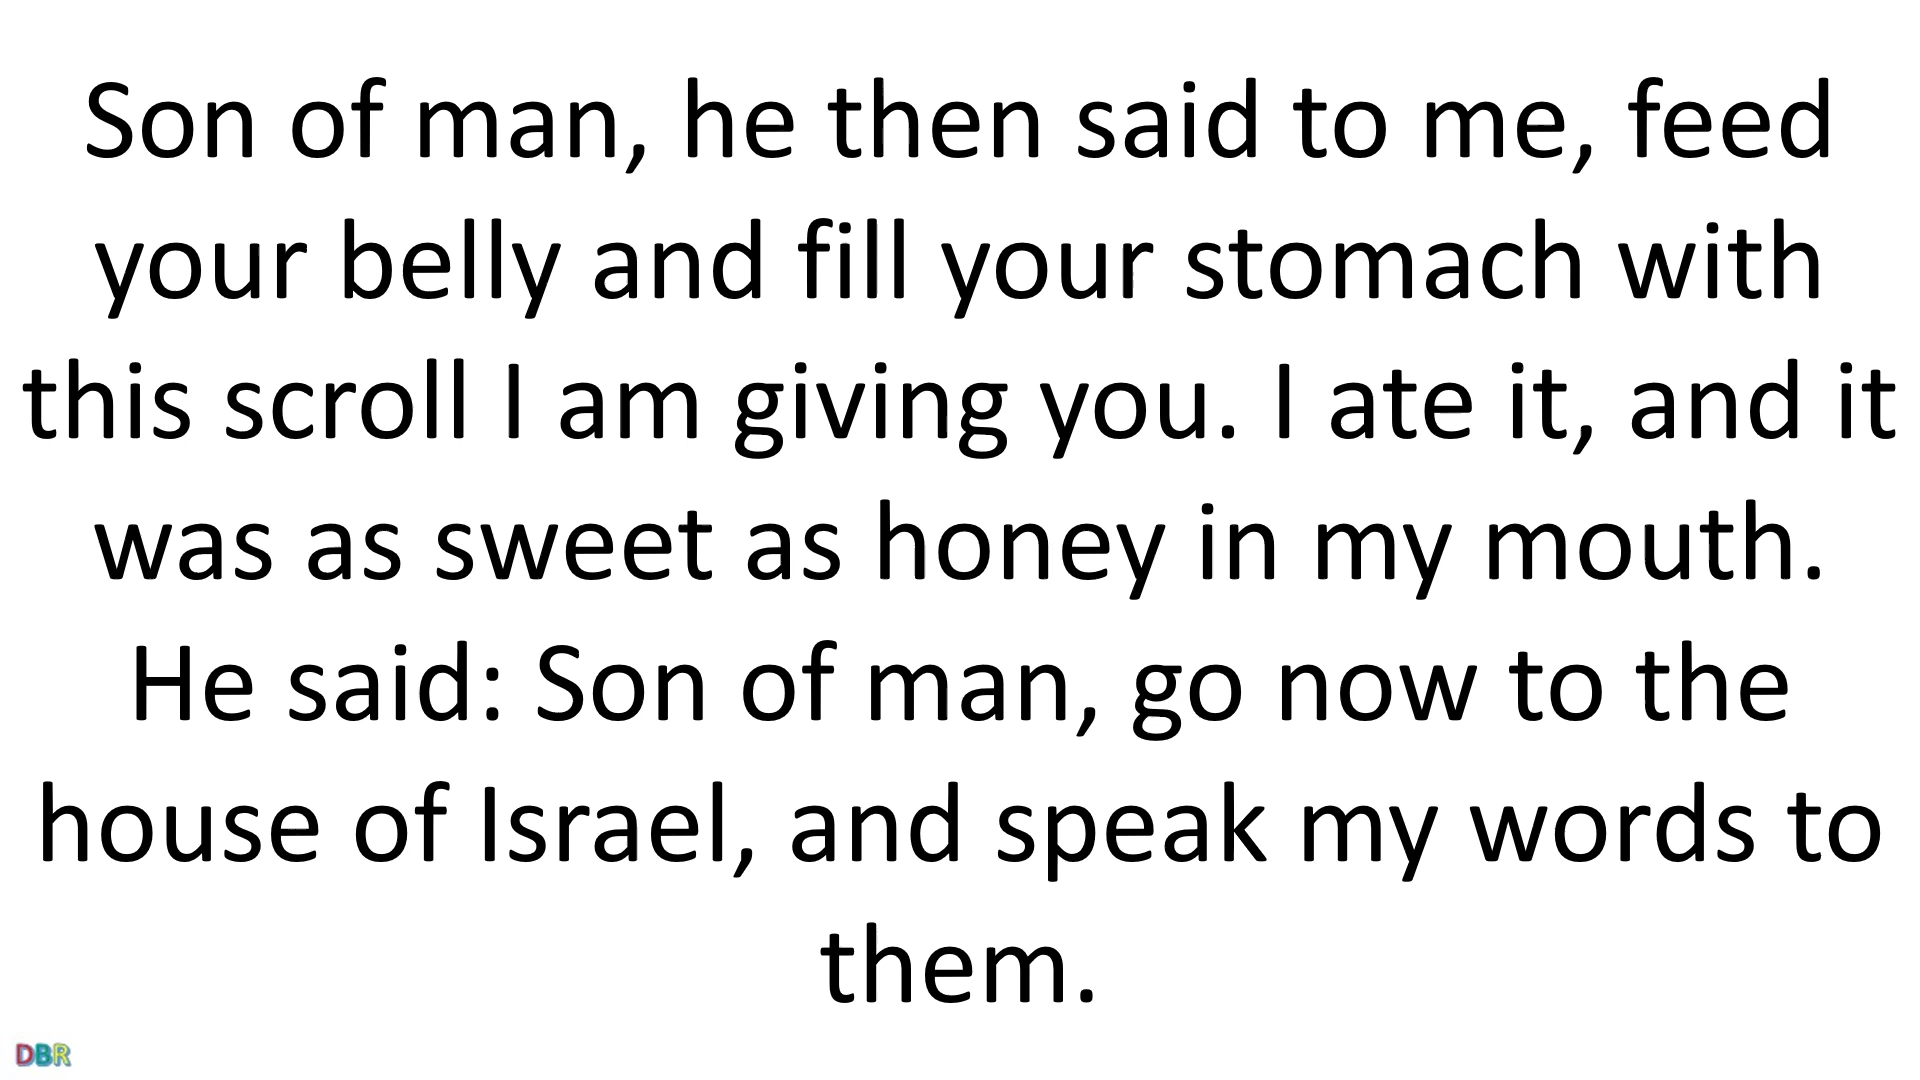 Son of man, he then said to me, feed
your belly and fill your stomach with
this scroll I am giving you. I ate it, and it
was as sweet as honey in my mouth.
He said: Son of man, go now to the
house of Israel, and speak my words to
them.
DBR